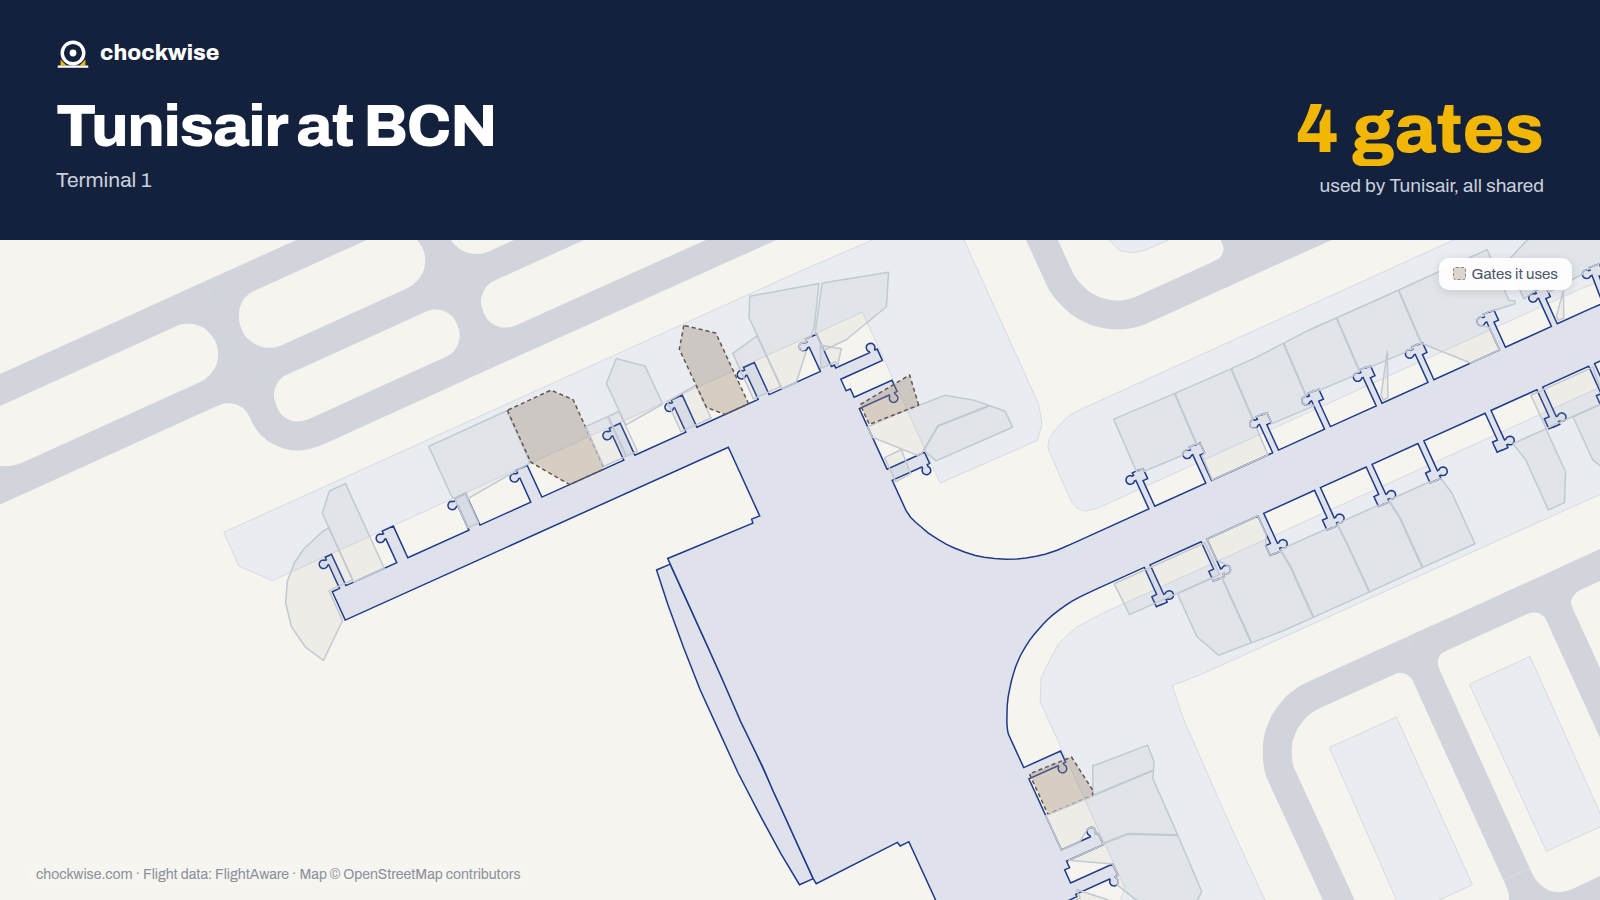 chockwise
Tunisair at BCN
Terminal 1
4 gates
used by Tunisair, all shared
Gates it uses
chockwise.com · Flight data: FlightAware · Map © OpenStreetMap contributors